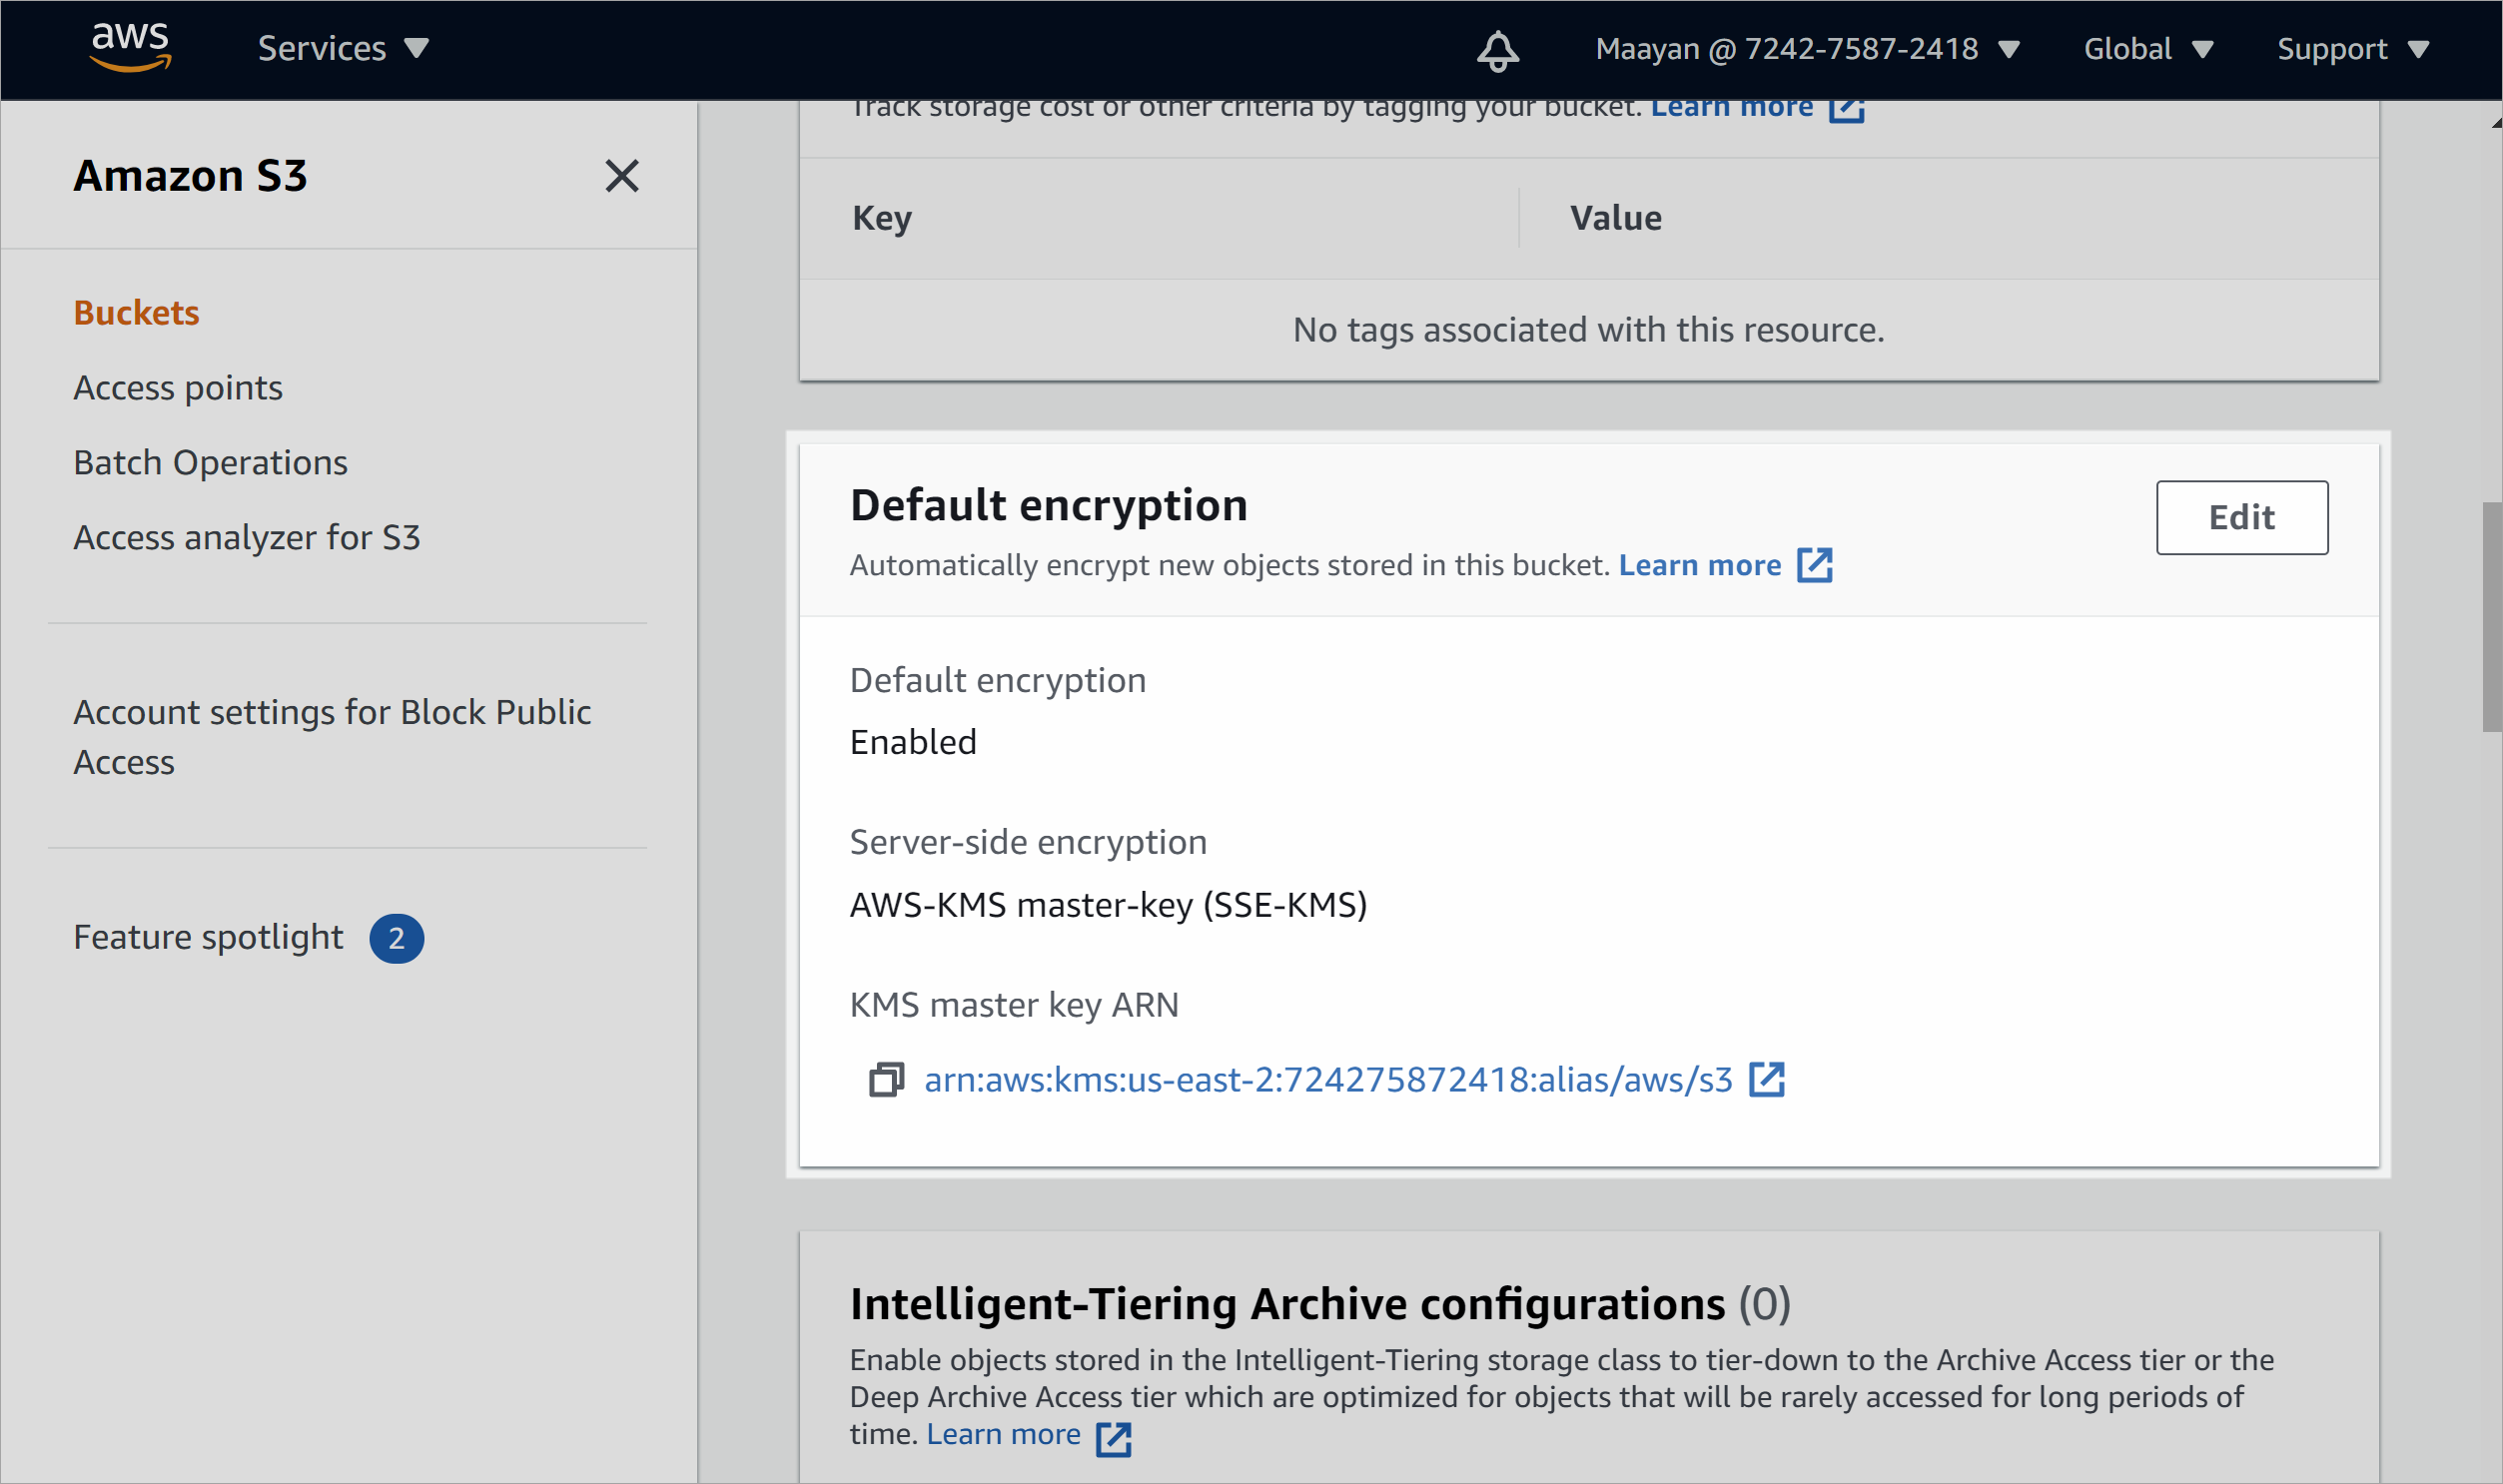 aws
Services
Maayan @ 7242-7587-2418
Global
Support
Amazon S3
Buckets
Access points
Batch Operations
Access analyzer for S3
Account settings for Block Public
Access
Feature spotlight 2
Track storage cost or other criteria by tagging your bucket. Learn more
Key Value
No tags associated with this resource.
Default encryption
Edit
Automatically encrypt new objects stored in this bucket. Learn more
Default encryption
Enabled
Server-side encryption
AWS-KMS master-key (SSE-KMS)
KMS master key ARN
arn:aws:kms:us-east-2:724275872418:alias/aws/s3
Intelligent-Tiering Archive configurations (0)
Enable objects stored in the Intelligent-Tiering storage class to tier-down to the Archive Access tier or the
Deep Archive Access tier which are optimized for objects that will be rarely accessed for long periods of
time. Learn more